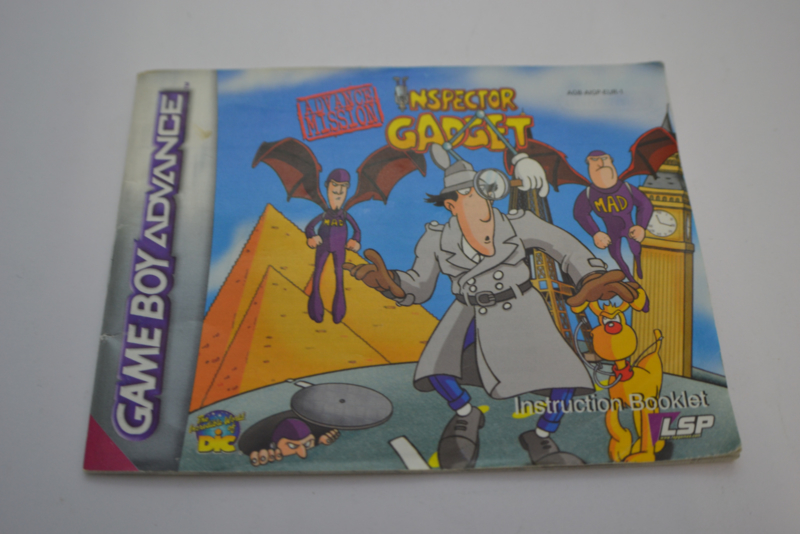 GAME BOY ADVANCE
ADVANCE
MISSION
INSPECTOR
GADGET
MAD
MAD
Instruction Booklet
DiC
LSP